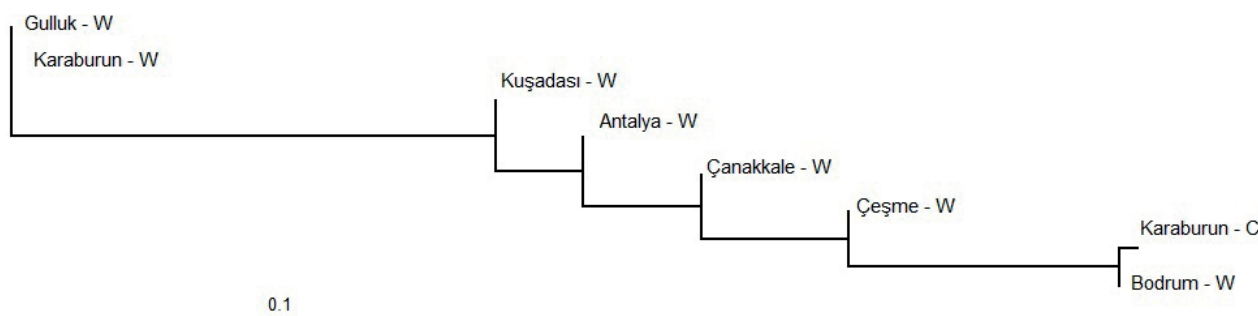 Gulluk - W
Karaburun - W
Kuşadası - W
Antalya - W
Çanakkale - W
Çeşme - W
Karaburun - C
Bodrum - W
0.1